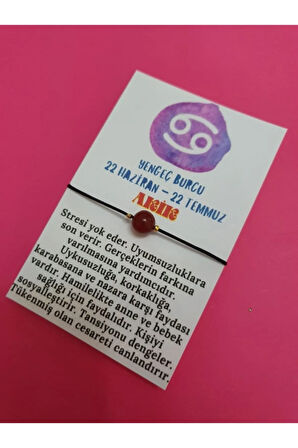 YENGEÇ BURCU
22 HAZİRAN – 22 TEMMUZ
AKİK
Stresi yok eder. Uyumsuzluklara
son verir. Gerçeklerin farkına
varılmasına yardımcıdır.
Uykusuzluğa, korkaklığa,
karabasana ve nazara karşı faydası
vardır. Hamilelikte anne ve bebek
sağlığı için faydalıdır. Kişiyi
sosyalleştirir. Tansiyonu dengeler.
Tükenmiş olan cesareti canlandırır.